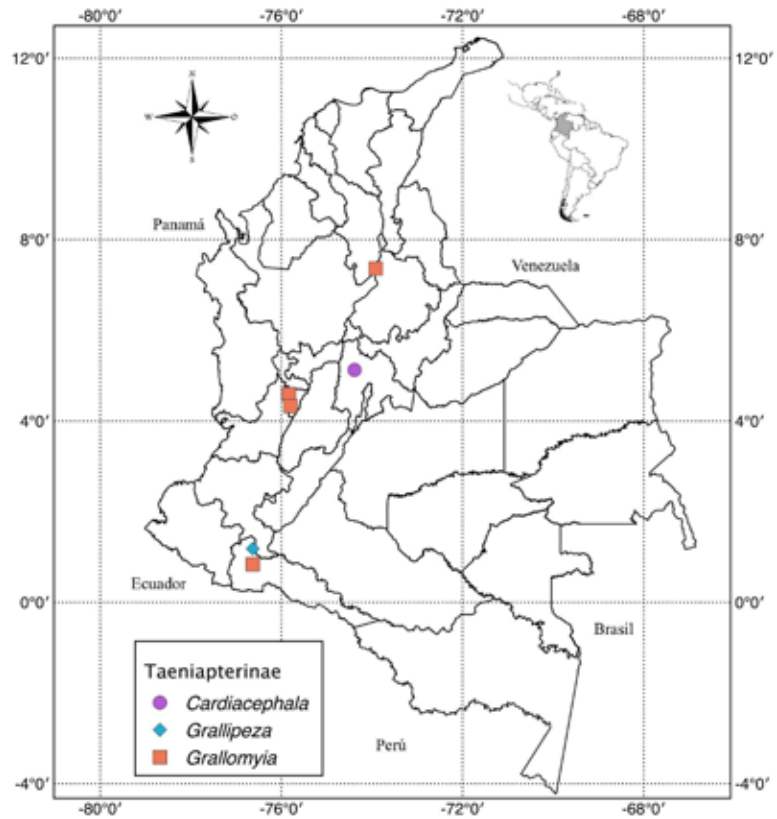 -80°0′ -76°0′ -72°0′ -68°0′
12°0′ 12°0′
N
W O
S
Panamá
8°0′ 8°0′
Venezuela
4°0′ 4°0′
Ecuador
0°0′ 0°0′
Brasil
Taeniapterinae
Cardiacephala
Grallipeza
Grallomyia
Perú
-4°0′ -4°0′
-80°0′ -76°0′ -72°0′ -68°0′